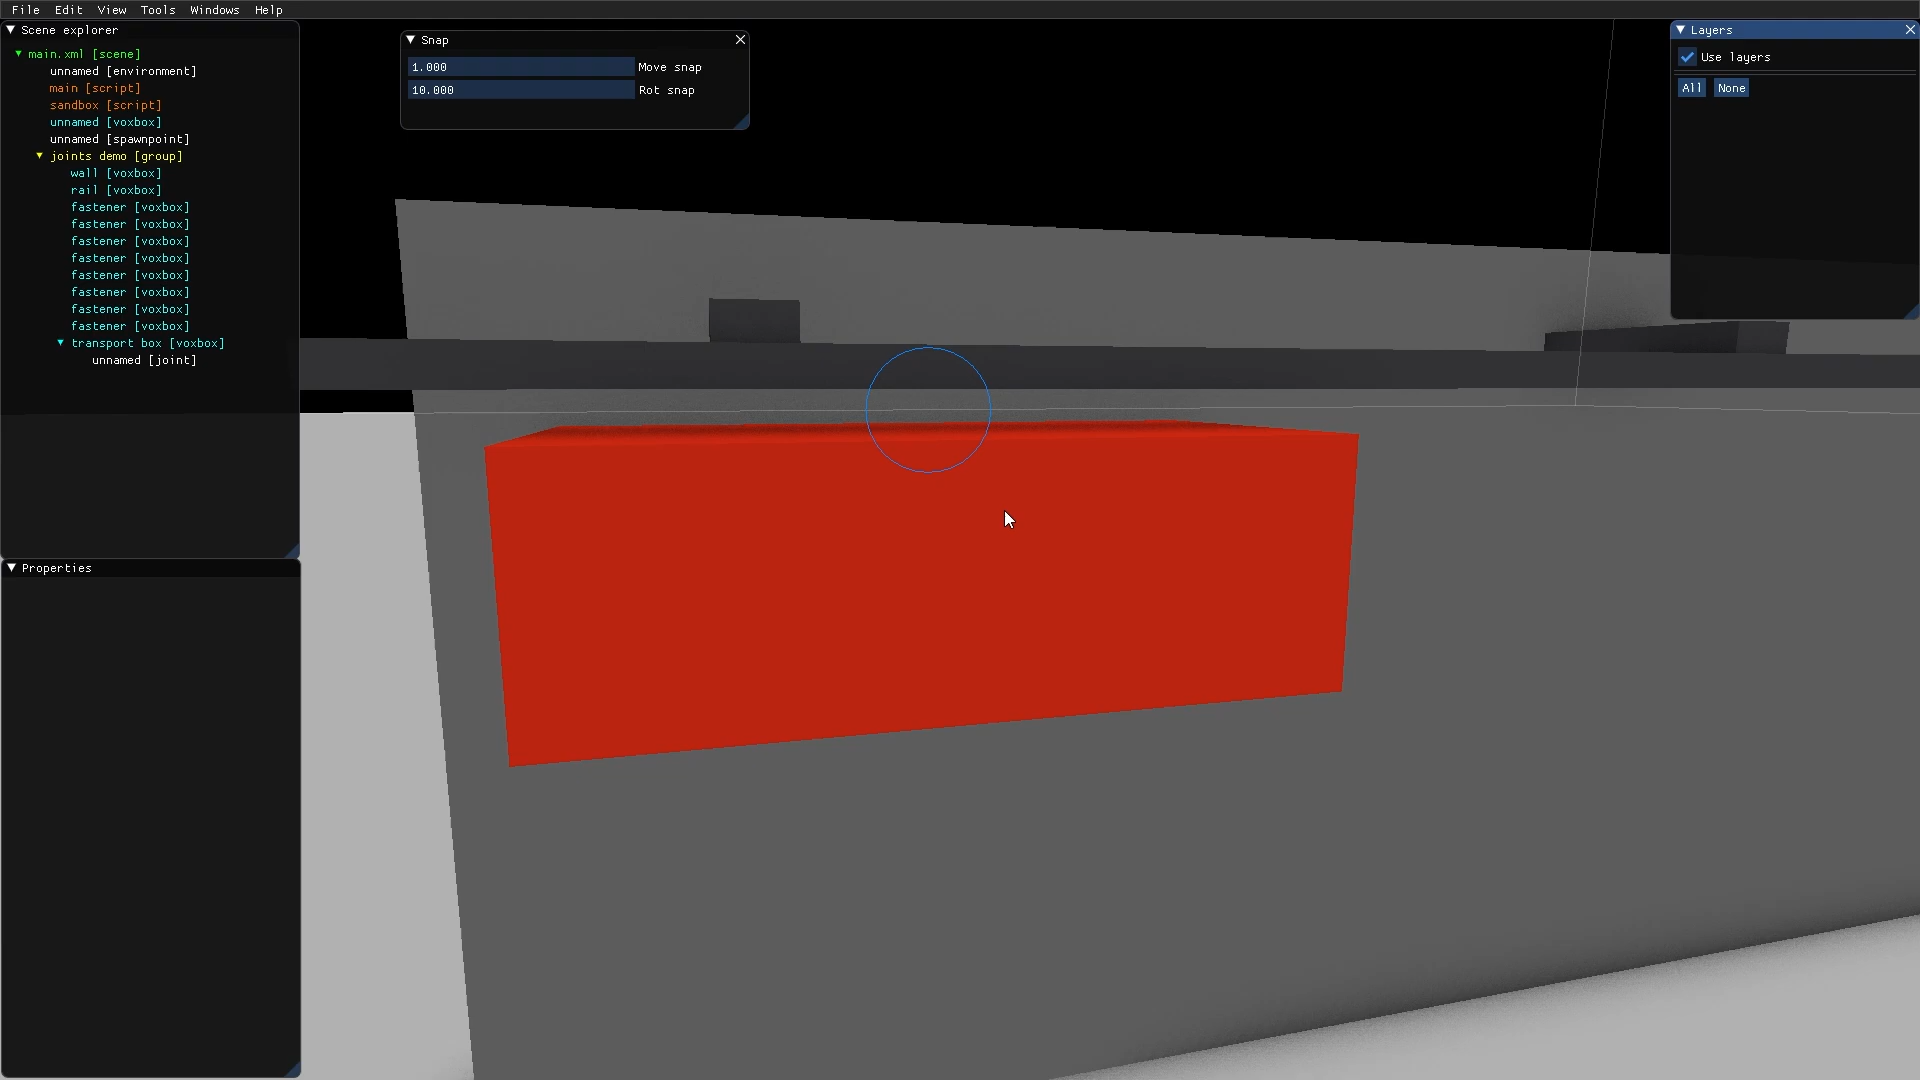 File Edit View Tools Windows Help
Scene explorer
main.xml [scene]
unnamed [environment]
main [script]
sandbox [script]
unnamed [voxbox]
unnamed [spawnpoint]
joints demo [group]
wall [voxbox]
rail [voxbox]
fastener [voxbox]
fastener [voxbox]
fastener [voxbox]
fastener [voxbox]
fastener [voxbox]
fastener [voxbox]
fastener [voxbox]
fastener [voxbox]
transport box [voxbox]
unnamed [joint]
Properties
Snap
1.000 Move snap
10.000 Rot snap
Layers
Use layers
All None